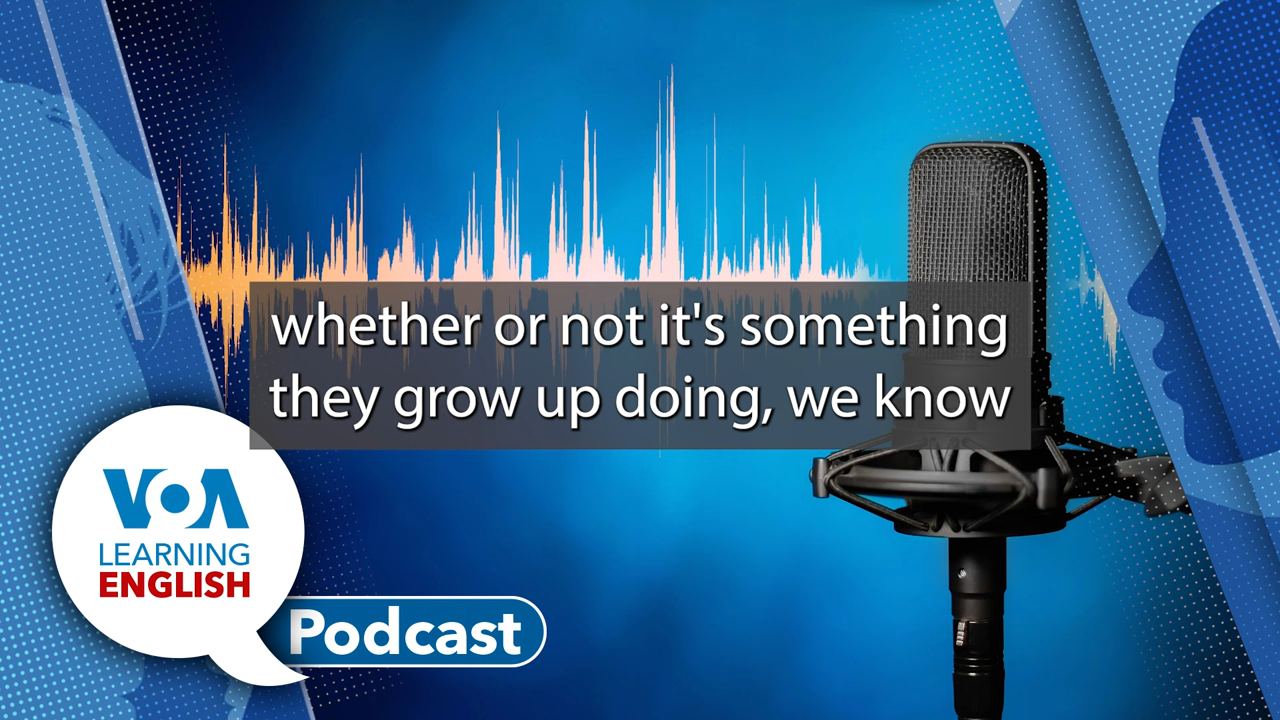 whether or not it's something
they grow up doing, we know
VOA
LEARNING
ENGLISH
Podcast